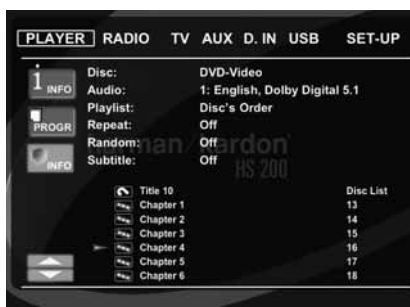 PLAYER RADIO TV AUX D. IN USB SET-UP
i INFO
Disc: DVD-Video
Audio: 1: English, Dolby Digital 5.1
Playlist: Disc's Order
PROGR
Repeat: Off
Random: Off
harman/kardon
INFO
Subtitle: Off
HS 200
Title 10 Disc List
Chapter 1 13
Chapter 2 14
Chapter 3 15
Chapter 4 16
Chapter 5 17
Chapter 6 18